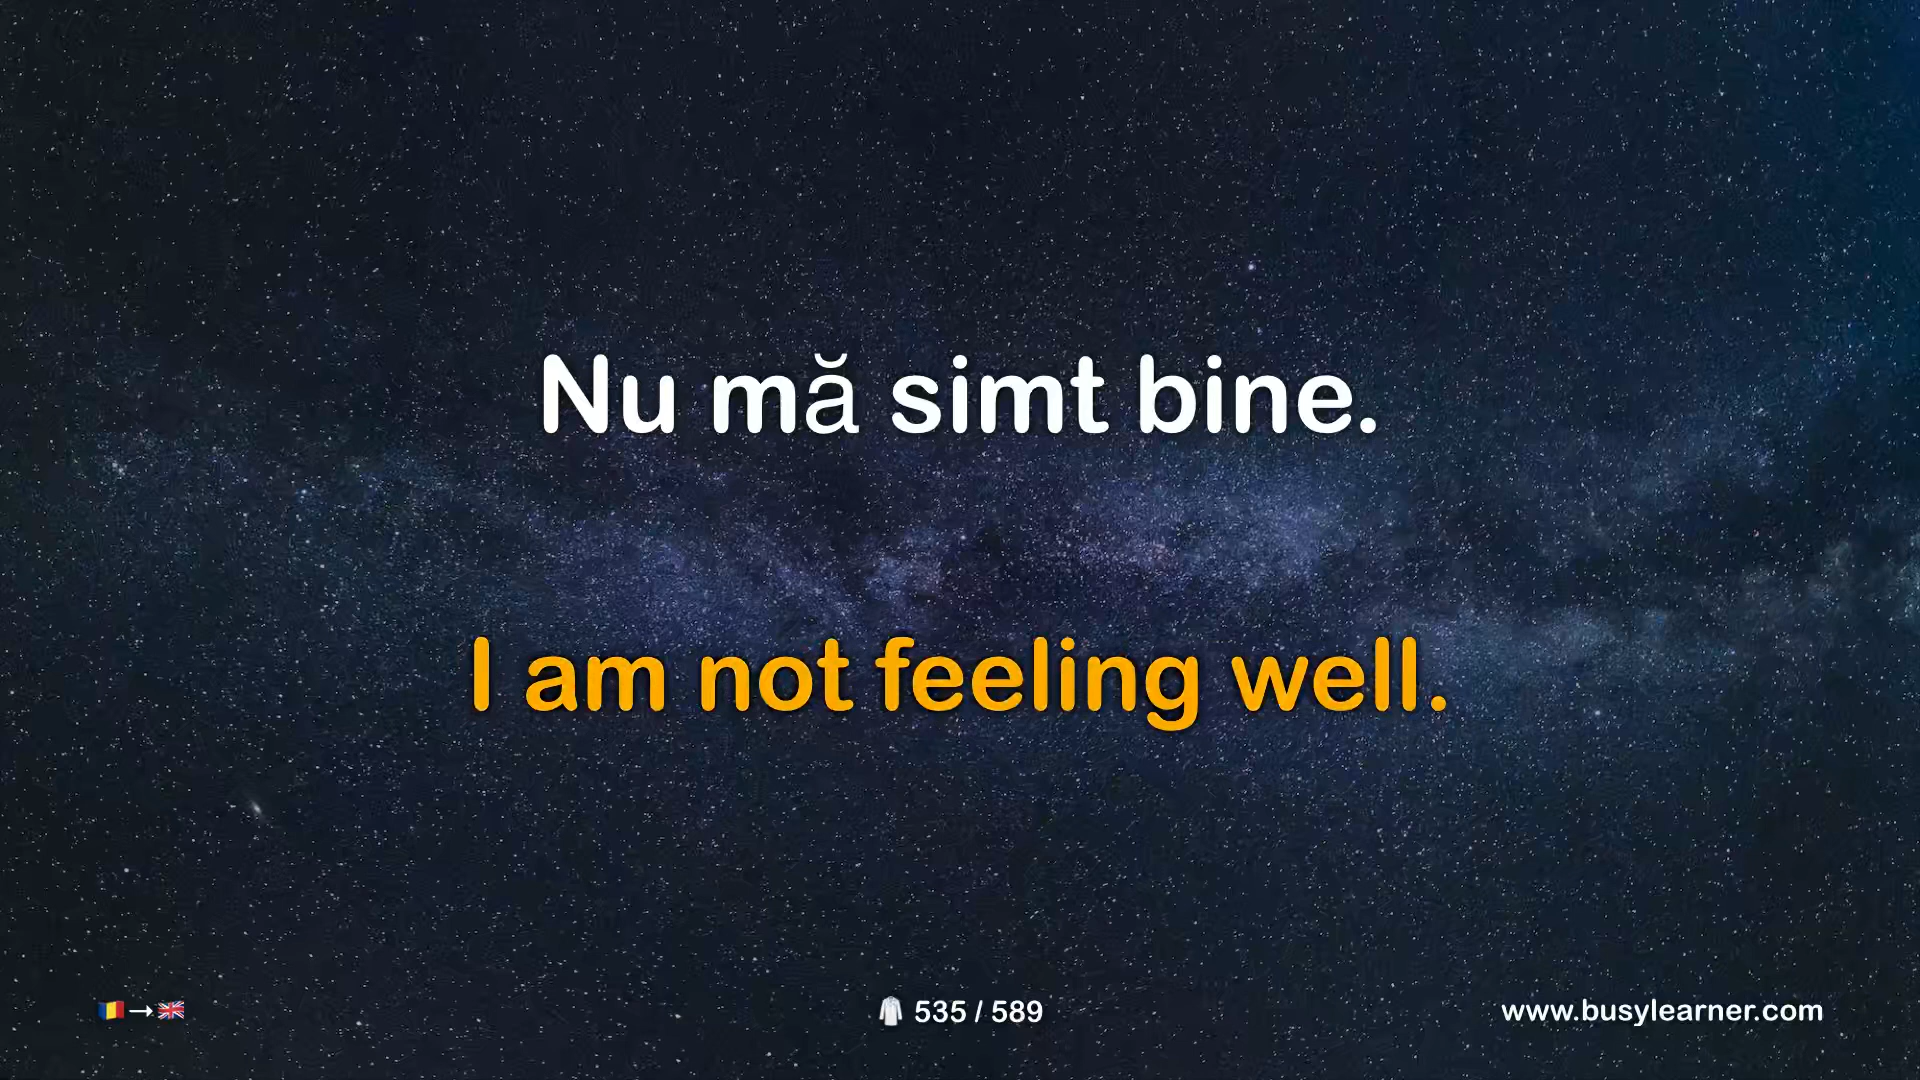 Nu mă simt bine.
I am not feeling well.
→
535 / 589
www.busylearner.com